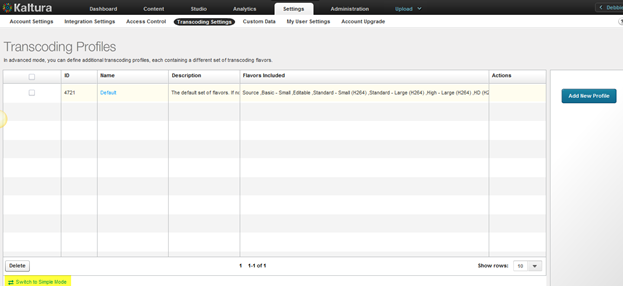 Kaltura
Dashboard Content Studio Analytics Settings Administration Upload
Account Settings Integration Settings Access Control Transcoding Settings Custom Data My User Settings Account Upgrade
Transcoding Profiles
In advanced mode, you can define additional transcoding profiles, each containing a different set of transcoding flavors.
ID Name Description Flavors Included Actions
4721 Default The default set of flavors. If Source ,Basic - Small ,Editable ,Standard - Small (H264) ,Standard - Large (H264) ,High - Large (H264) ,HD
Add New Profile
Delete 1 1-1 of 1 Show rows: 50
Switch to Simple Mode